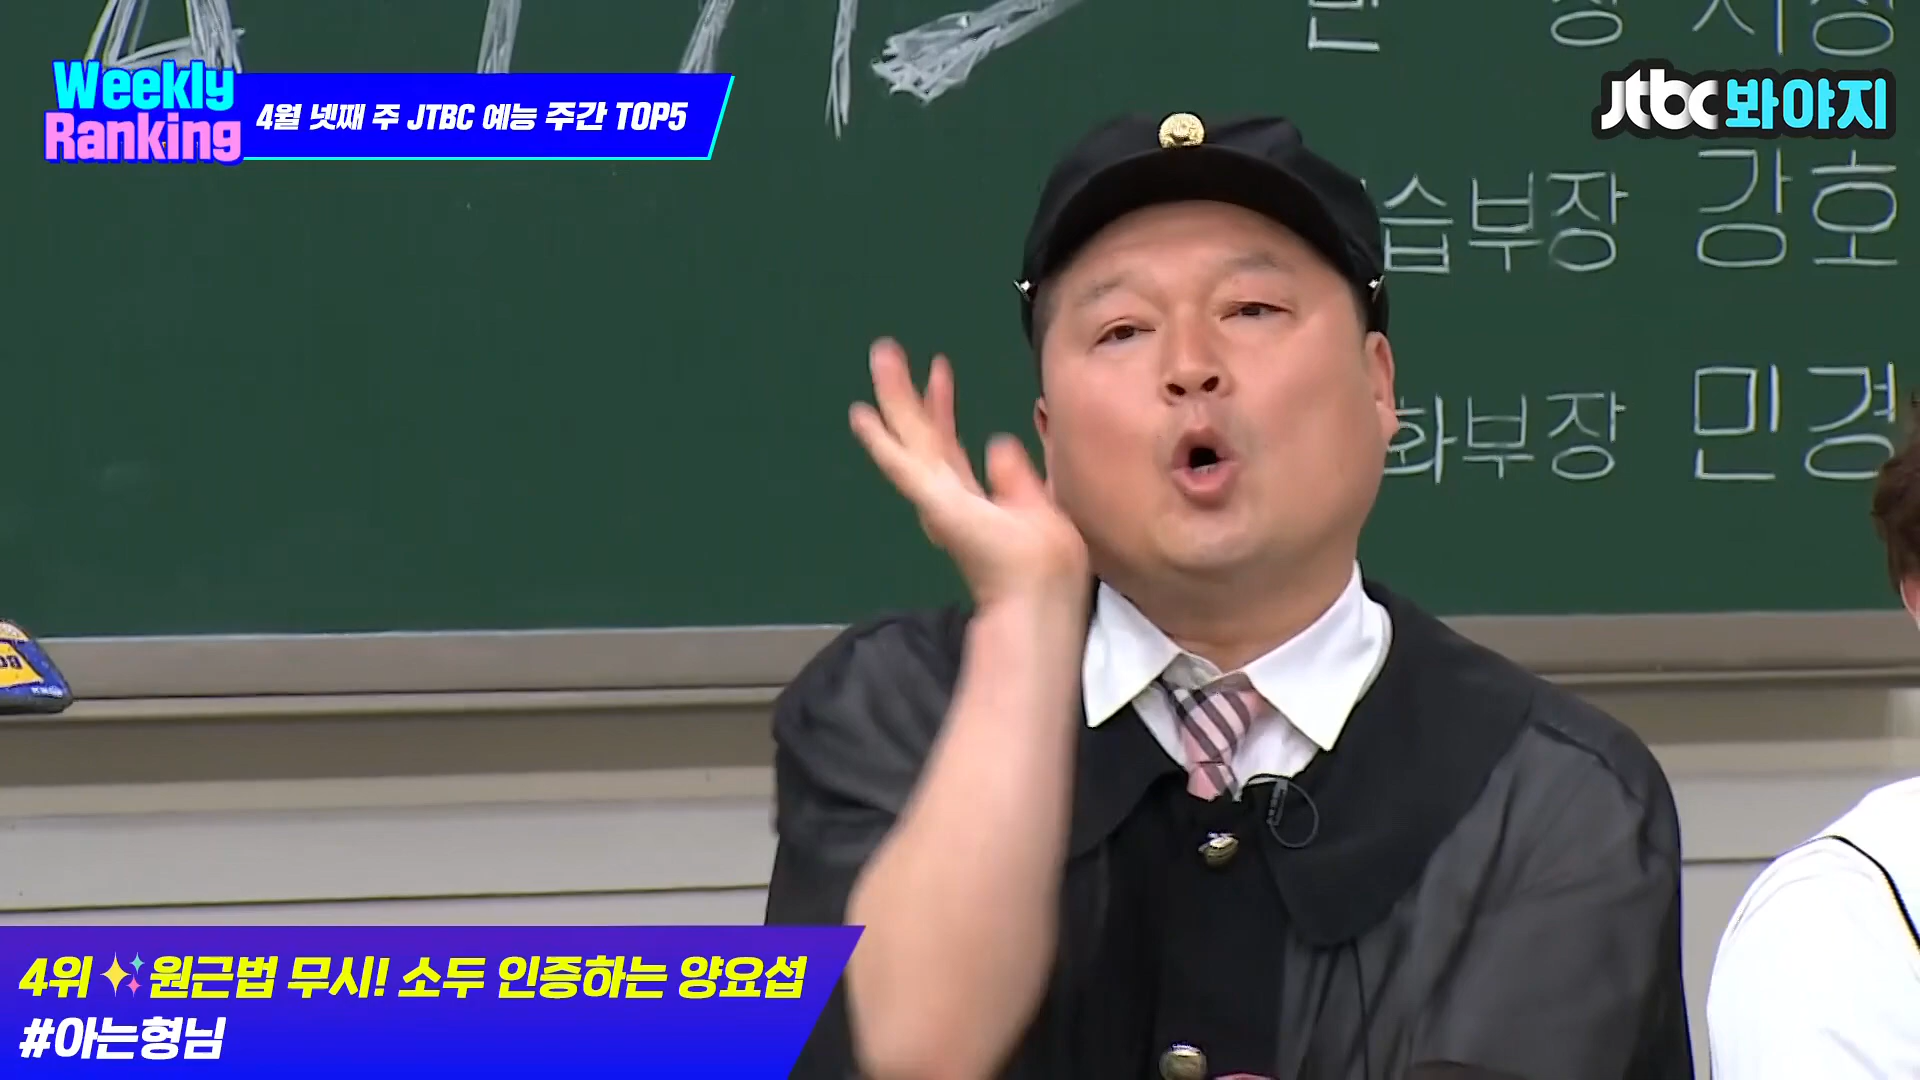 Weekly
Ranking
4월 넷째 주 JTBC 예능 주간 TOP5
jtbc 봐야지
습부장 강호
화부장 민경
4위✨원근법 무시! 소두 인증하는 양요섭
#아는형님